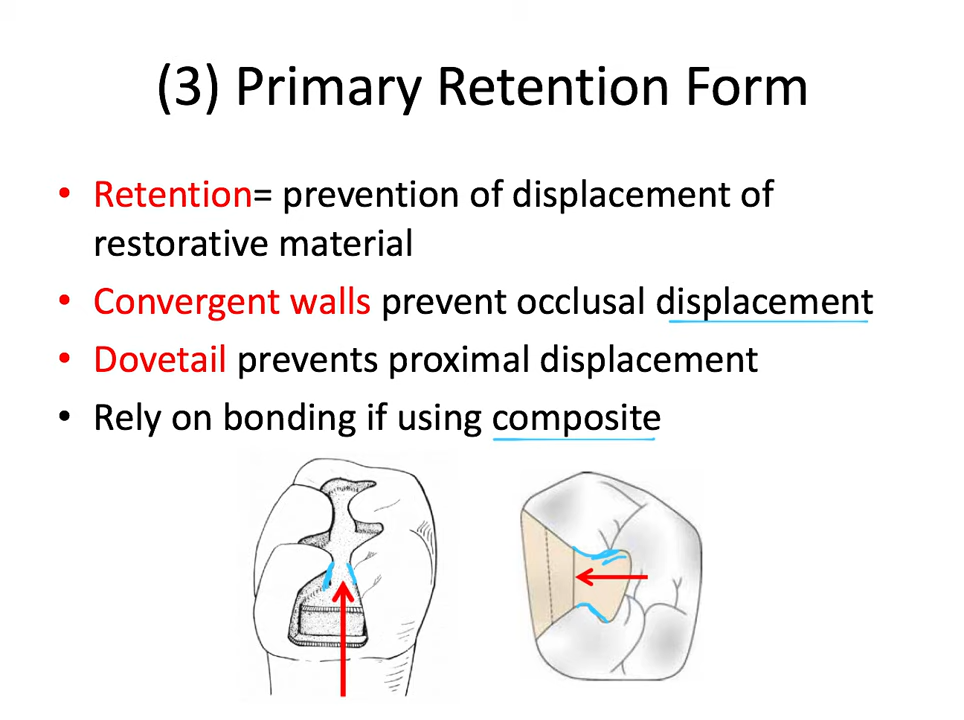 (3) Primary Retention Form
• Retention= prevention of displacement of
restorative material
• Convergent walls prevent occlusal displacement
• Dovetail prevents proximal displacement
• Rely on bonding if using composite